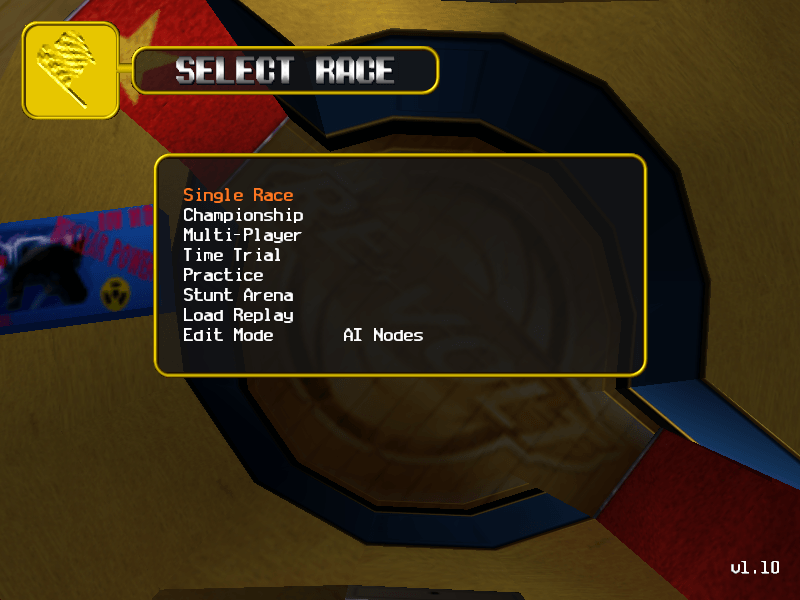 SELECT RACE
Single Race
Championship
Multi-Player
Time Trial
Practice
Stunt Arena
Load Replay
Edit Mode AI Nodes
v1.10